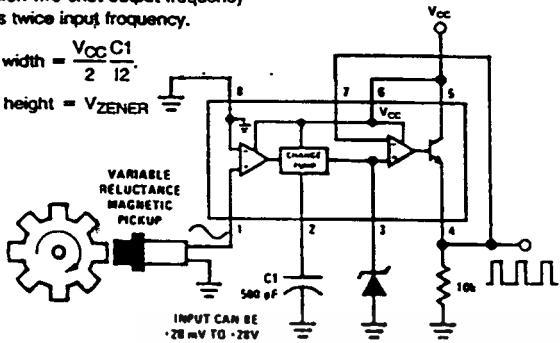 s twice input frequency.
width = VCC/2 C1/I2.
height = VZENER
VCC
8
7
6
5
VCC
CHARGE
PUMP
VARIABLE
RELUCTANCE
MAGNETIC
PICKUP
1
2
3
4
C1
500 pF
10k
INPUT CAN BE
+28 mV TO +28V